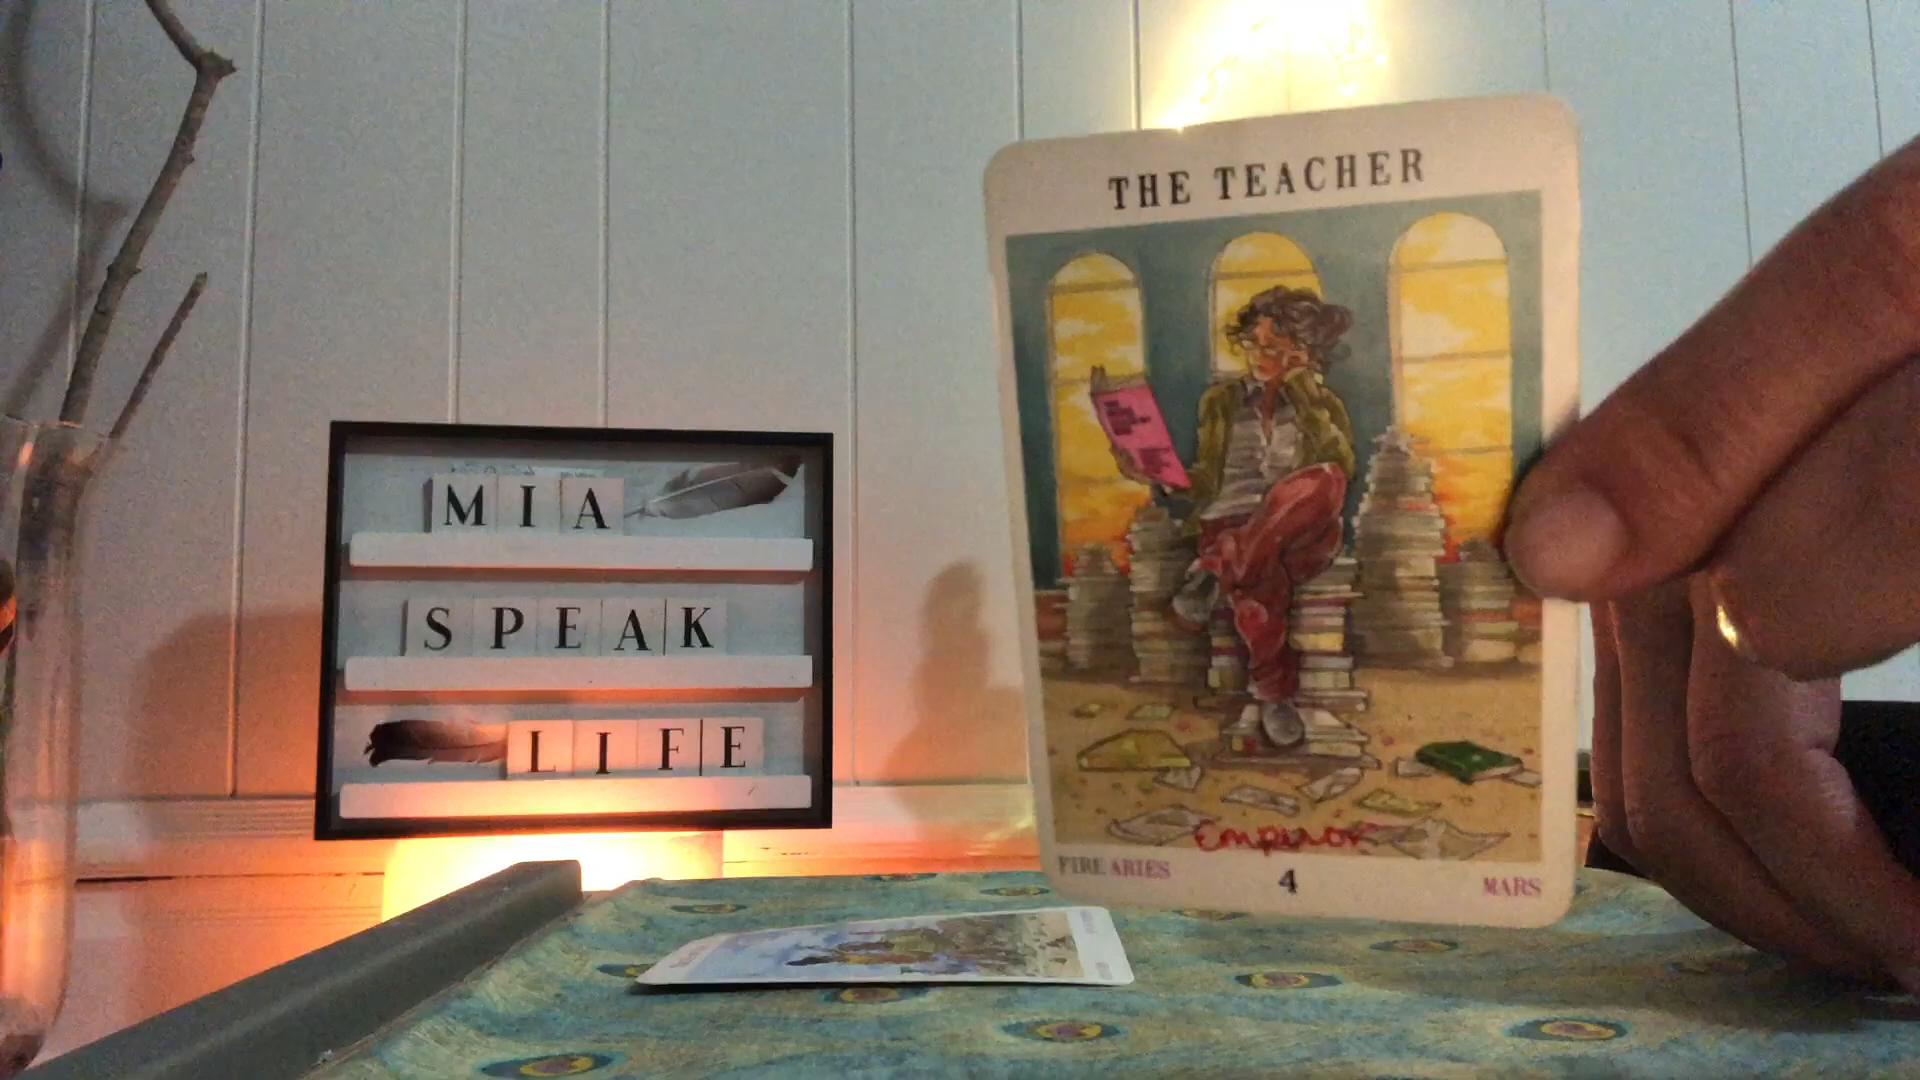 MIA
SPEAK
LIFE
THE TEACHER
Emperor
FIRE ARIES
4
MARS